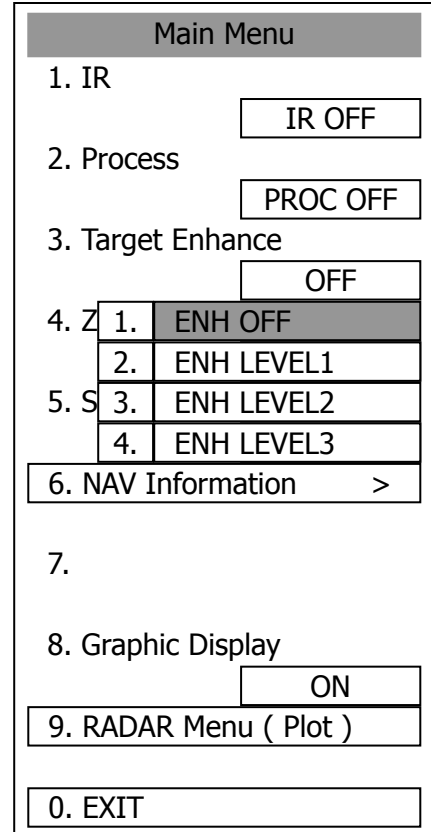 Main Menu
1. IR
IR OFF
2. Process
PROC OFF
3. Target Enhance
OFF
4. Z
1. ENH OFF
2. ENH LEVEL1
5. S
3. ENH LEVEL2
4. ENH LEVEL3
6. NAV Information >
7.
8. Graphic Display
ON
9. RADAR Menu ( Plot )
0. EXIT